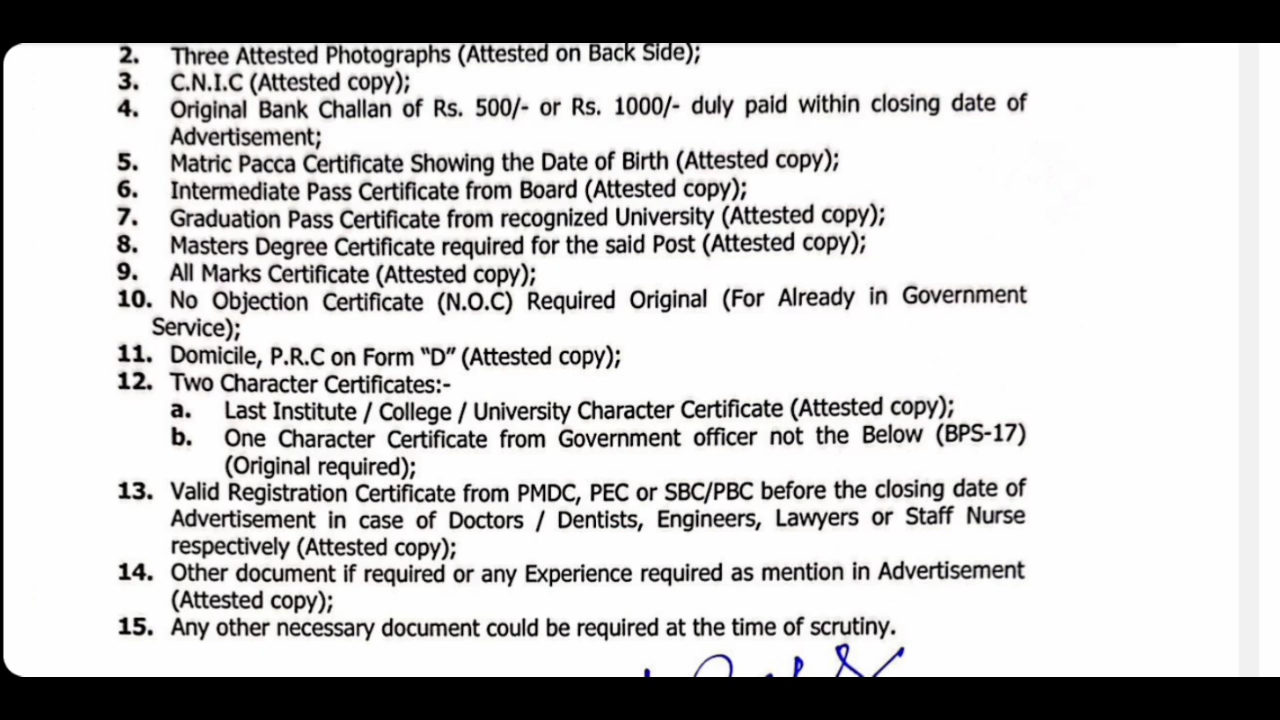 2. Three Attested Photographs (Attested on Back Side);
3. C.N.I.C (Attested copy);
4. Original Bank Challan of Rs. 500/- or Rs. 1000/- duly paid within closing date of
Advertisement;
5. Matric Pacca Certificate Showing the Date of Birth (Attested copy);
6. Intermediate Pass Certificate from Board (Attested copy);
7. Graduation Pass Certificate from recognized University (Attested copy);
8. Masters Degree Certificate required for the said Post (Attested copy);
9. All Marks Certificate (Attested copy);
10. No Objection Certificate (N.O.C) Required Original (For Already in Government
Service);
11. Domicile, P.R.C on Form “D” (Attested copy);
12. Two Character Certificates:-
a. Last Institute / College / University Character Certificate (Attested copy);
b. One Character Certificate from Government officer not the Below (BPS-17)
(Original required);
13. Valid Registration Certificate from PMDC, PEC or SBC/PBC before the closing date of
Advertisement in case of Doctors / Dentists, Engineers, Lawyers or Staff Nurse
respectively (Attested copy);
14. Other document if required or any Experience required as mention in Advertisement
(Attested copy);
15. Any other necessary document could be required at the time of scrutiny.